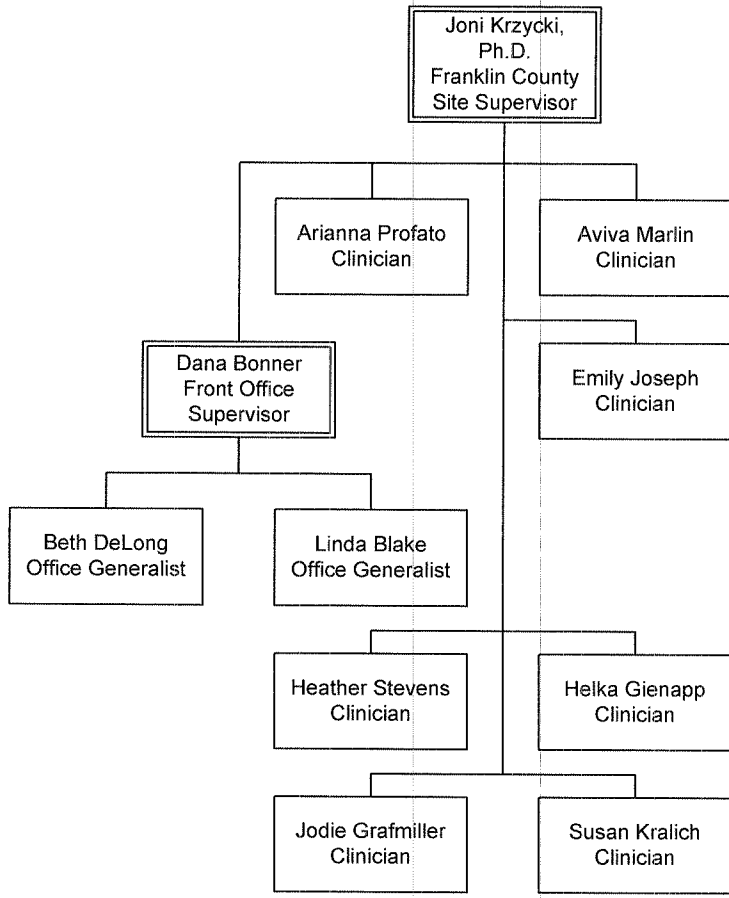 Joni Krzycki,
Ph.D.
Franklin County
Site Supervisor
Arianna Profato
Clinician
Aviva Marlin
Clinician
Dana Bonner
Front Office
Supervisor
Emily Joseph
Clinician
Beth DeLong
Office Generalist
Linda Blake
Office Generalist
Heather Stevens
Clinician
Helka Gienapp
Clinician
Jodie Grafmiller
Clinician
Susan Kralich
Clinician